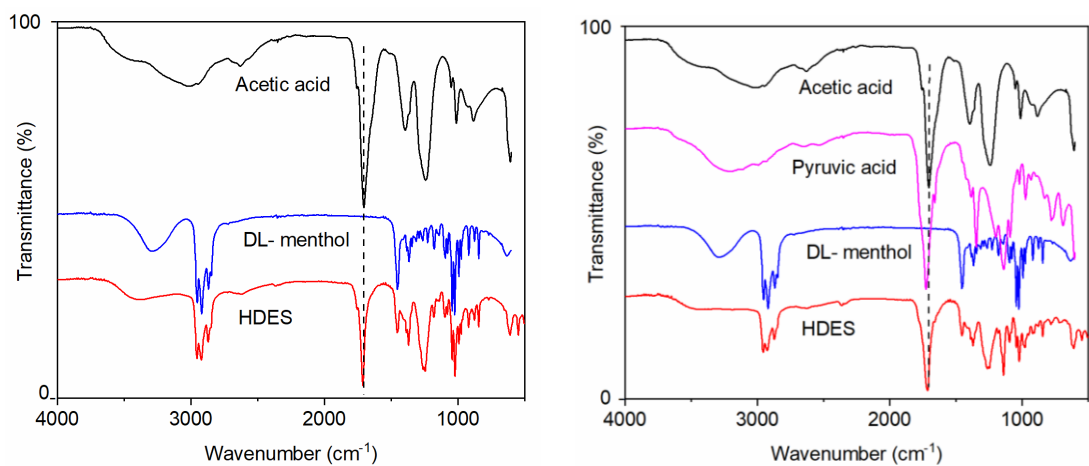 100
Transmittance (%)
Acetic acid
DL- menthol
HDES
0
4000
3000
2000
1000
Wavenumber (cm-1)
100
Transmittance (%)
Acetic acid
Pyruvic acid
DL- menthol
HDES
0
4000
3000
2000
1000
Wavenumber (cm-1)